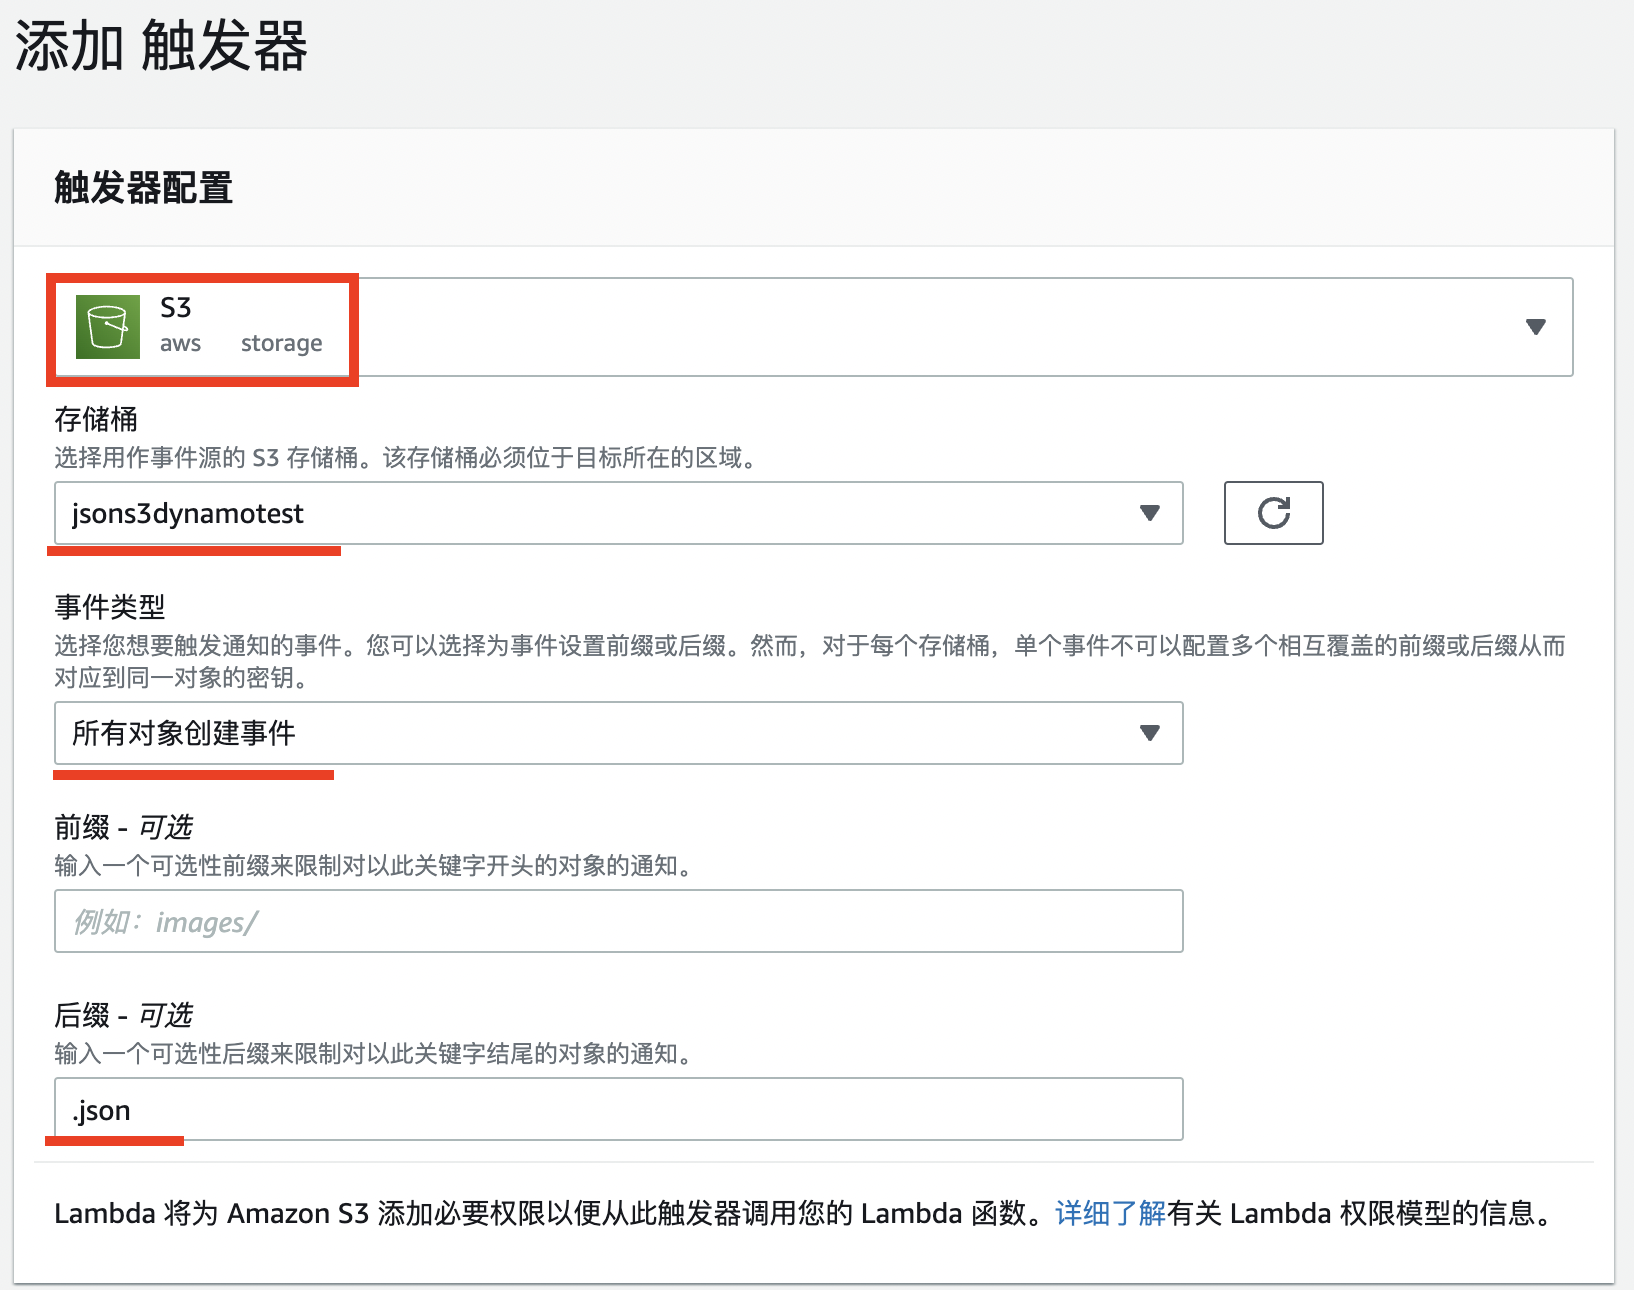 添加 触发器
触发器配置
S3
aws storage
存储桶
选择用作事件源的 S3 存储桶。该存储桶必须位于目标所在的区域。
jsons3dynamotest
事件类型
选择您想要触发通知的事件。您可以选择为事件设置前缀或后缀。然而，对于每个存储桶，单个事件不可以配置多个相互覆盖的前缀或后缀从而
对应到同一对象的密钥。
所有对象创建事件
前缀 - 可选
输入一个可选性前缀来限制对以此关键字开头的对象的通知。
例如：images/
后缀 - 可选
输入一个可选性后缀来限制对以此关键字结尾的对象的通知。
.json
Lambda 将为 Amazon S3 添加必要权限以便从此触发器调用您的 Lambda 函数。详细了解有关 Lambda 权限模型的信息。